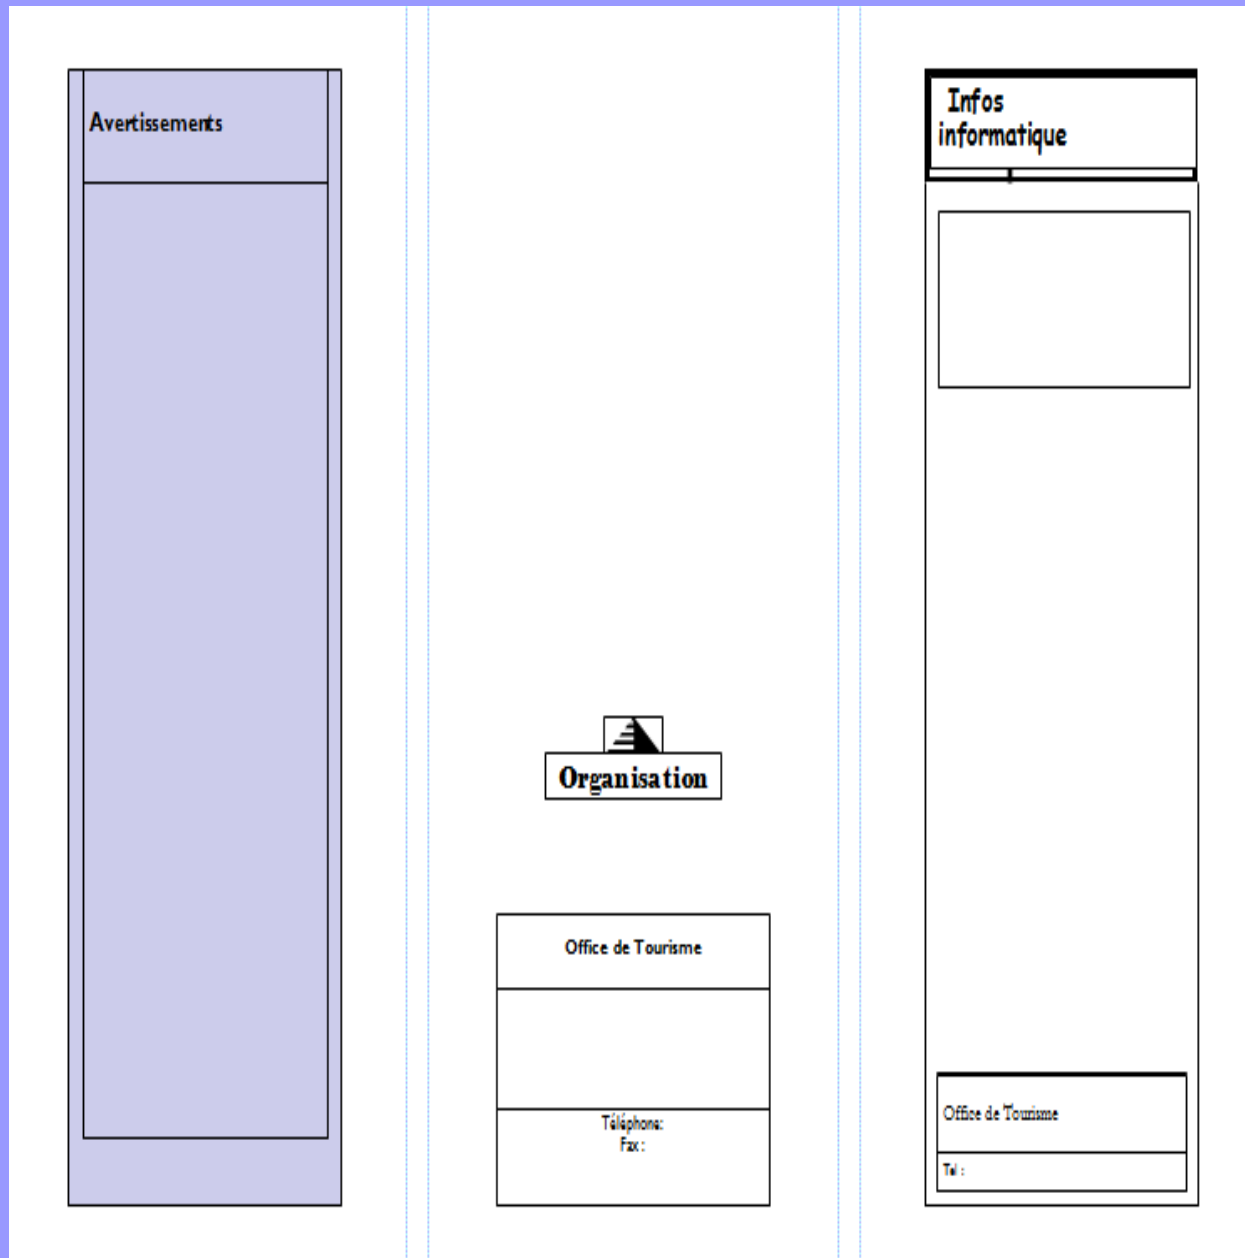 Avertissements
Organisation
Office de Tourisme
Téléphone:
Fax :
Infos
informatique
Office de Tourisme
Tel :